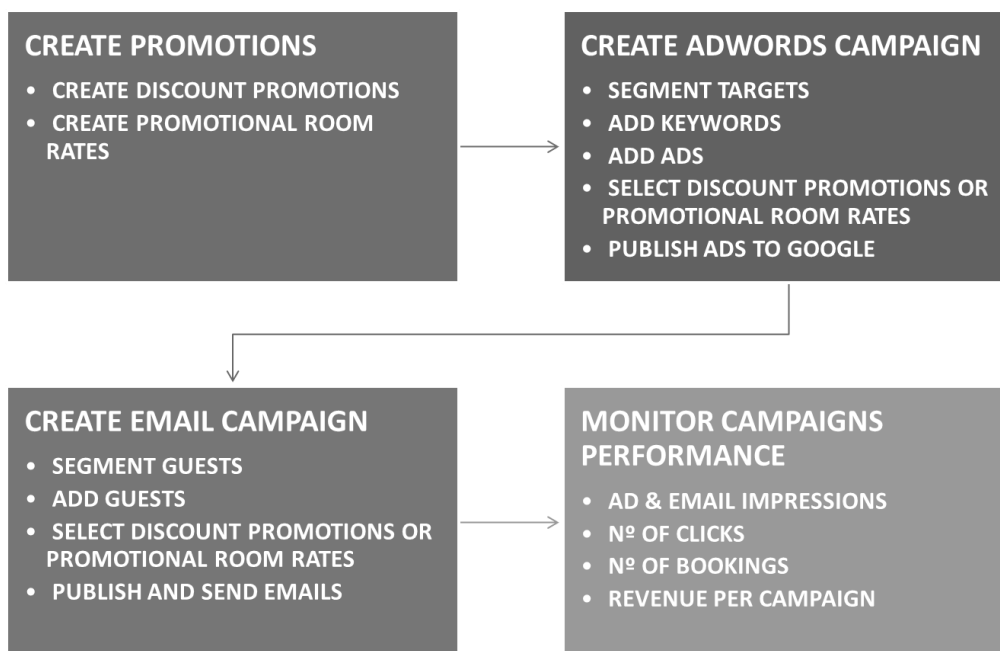 CREATE PROMOTIONS
• CREATE DISCOUNT PROMOTIONS
• CREATE PROMOTIONAL ROOM
RATES
CREATE ADWORDS CAMPAIGN
• SEGMENT TARGETS
• ADD KEYWORDS
• ADD ADS
• SELECT DISCOUNT PROMOTIONS OR
PROMOTIONAL ROOM RATES
• PUBLISH ADS TO GOOGLE
CREATE EMAIL CAMPAIGN
• SEGMENT GUESTS
• ADD GUESTS
• SELECT DISCOUNT PROMOTIONS OR
PROMOTIONAL ROOM RATES
• PUBLISH AND SEND EMAILS
MONITOR CAMPAIGNS
PERFORMANCE
• AD & EMAIL IMPRESSIONS
• Nº OF CLICKS
• Nº OF BOOKINGS
• REVENUE PER CAMPAIGN